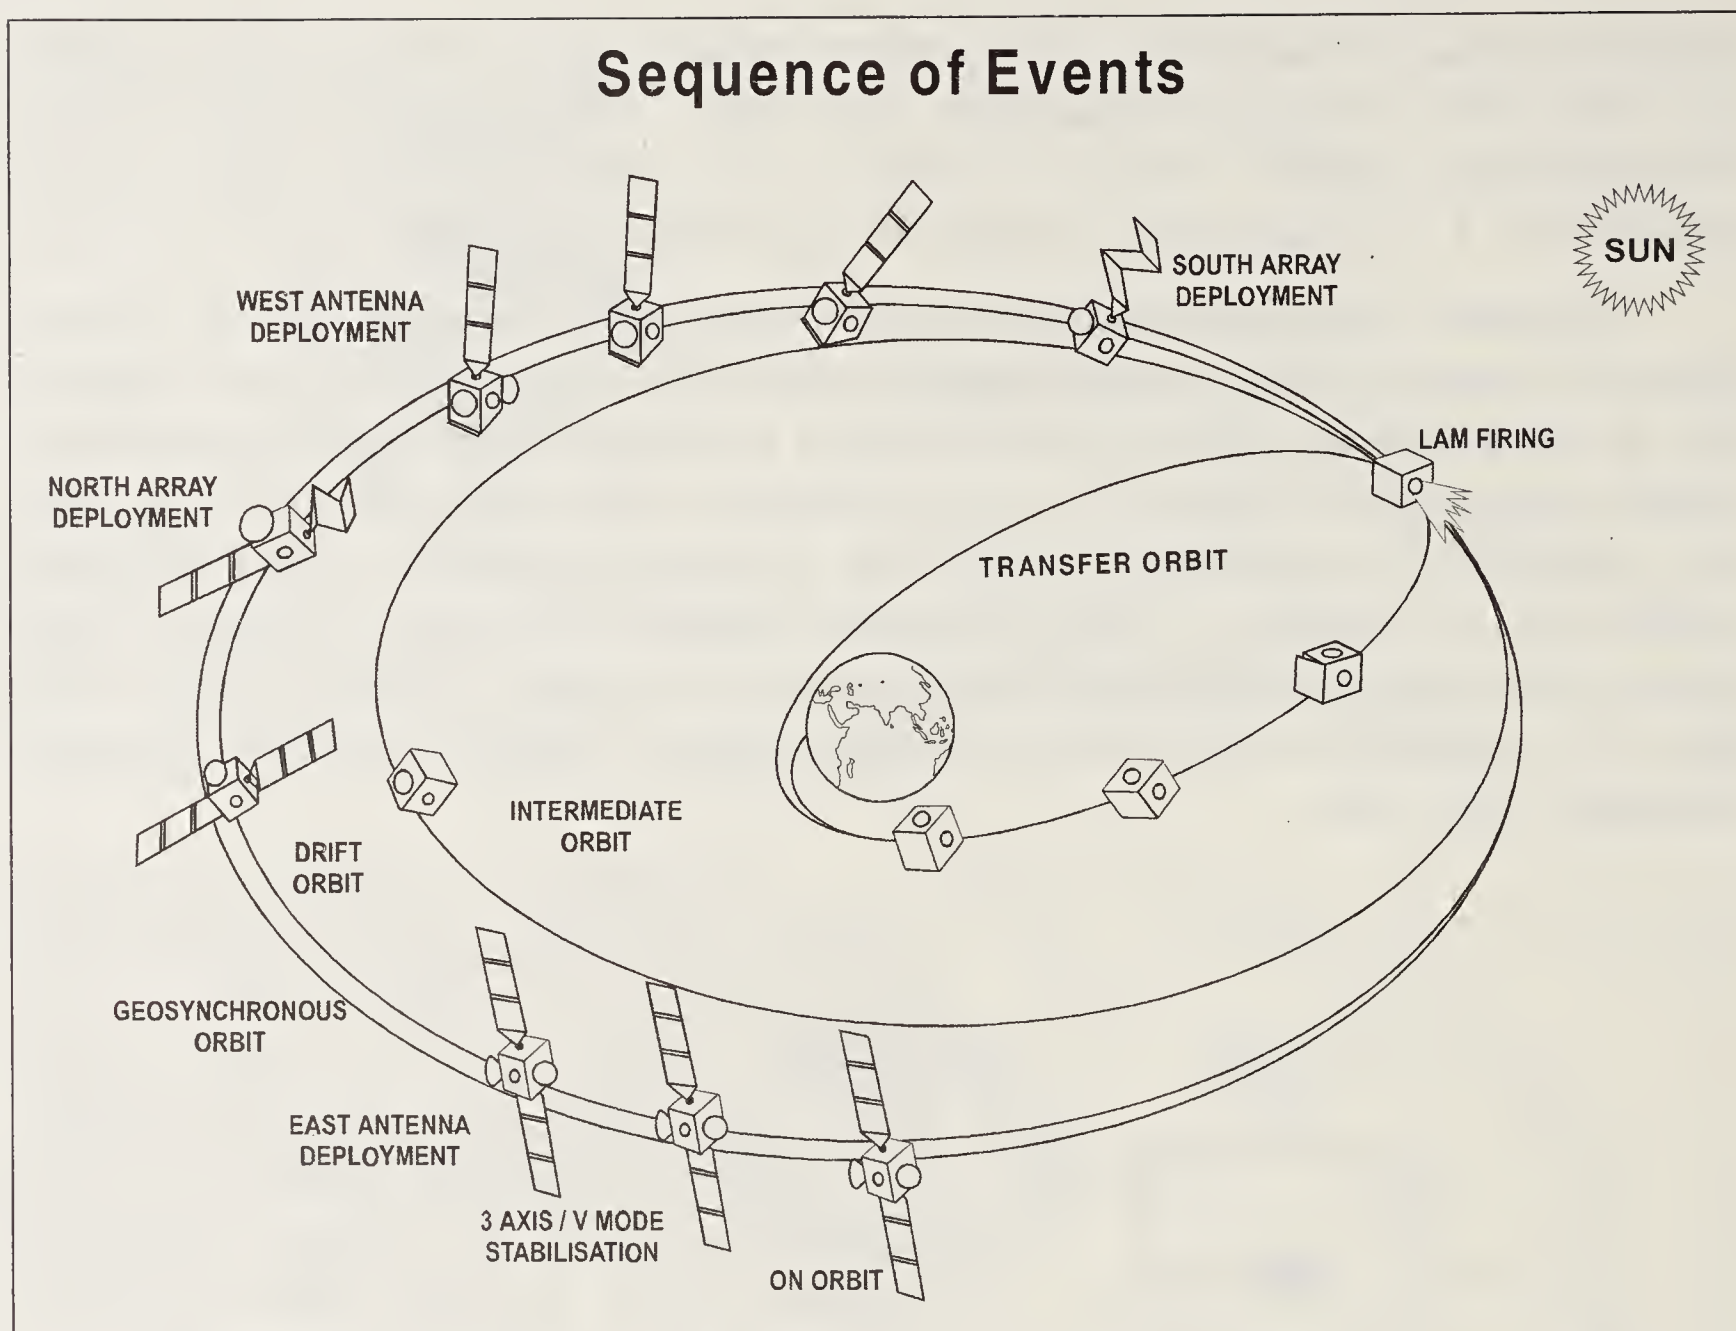 Sequence of Events
SUN
SOUTH ARRAY
DEPLOYMENT
WEST ANTENNA
DEPLOYMENT
LAM FIRING
NORTH ARRAY
DEPLOYMENT
TRANSFER ORBIT
INTERMEDIATE
ORBIT
DRIFT
ORBIT
GEOSYNCHRONOUS
ORBIT
EAST ANTENNA
DEPLOYMENT
3 AXIS / V MODE
STABILISATION
ON ORBIT